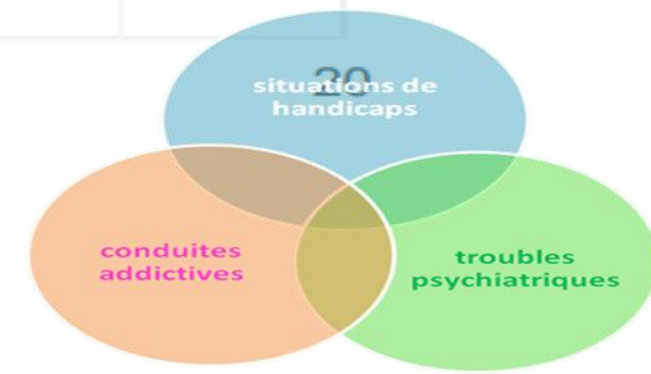 20
situations de
handicaps
conduites
addictives
troubles
psychiatriques